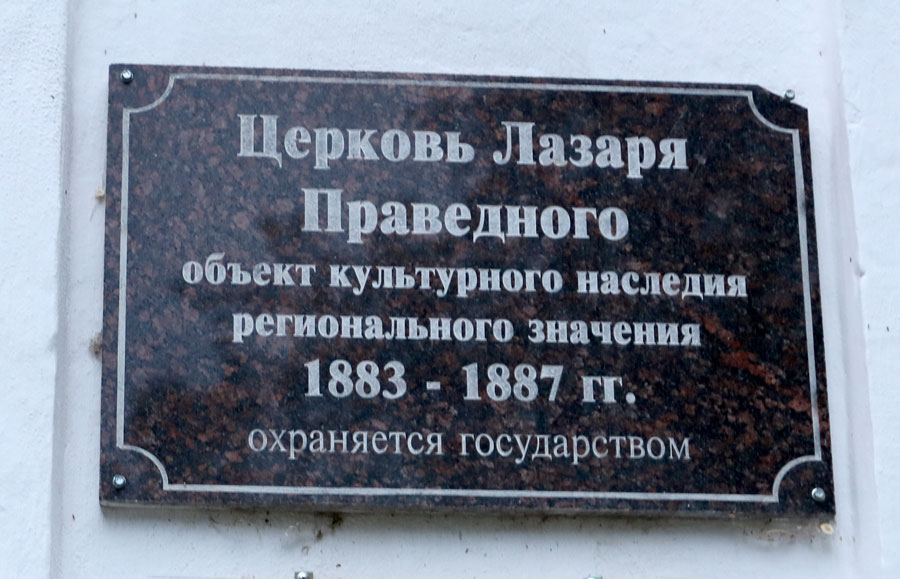 Церковь Лазаря
Праведного
объект культурного наследия
регионального значения
1883 - 1887 гг.
охраняется государством